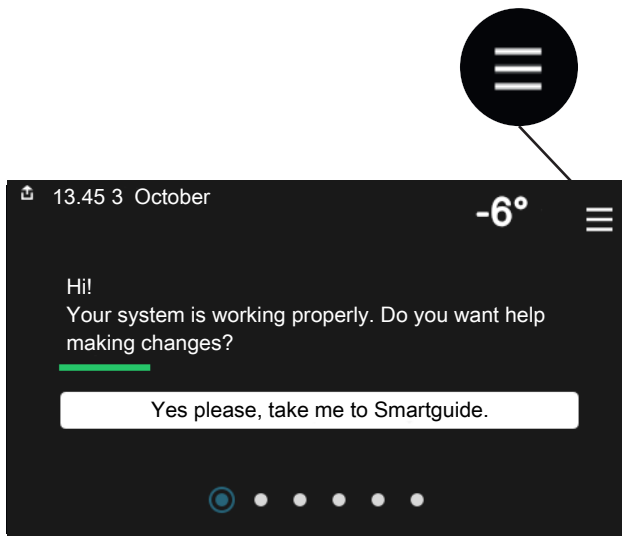 13.45 3 October
-6°
Hi!
Your system is working properly. Do you want help
making changes?
Yes please, take me to Smartguide.